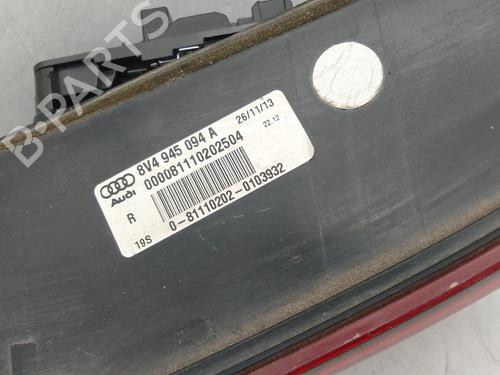 8V4 945 094 A
26/11/13
000081110202504
22:12
AUDI
R
19S
0-81110202-0103932
B-PARTS